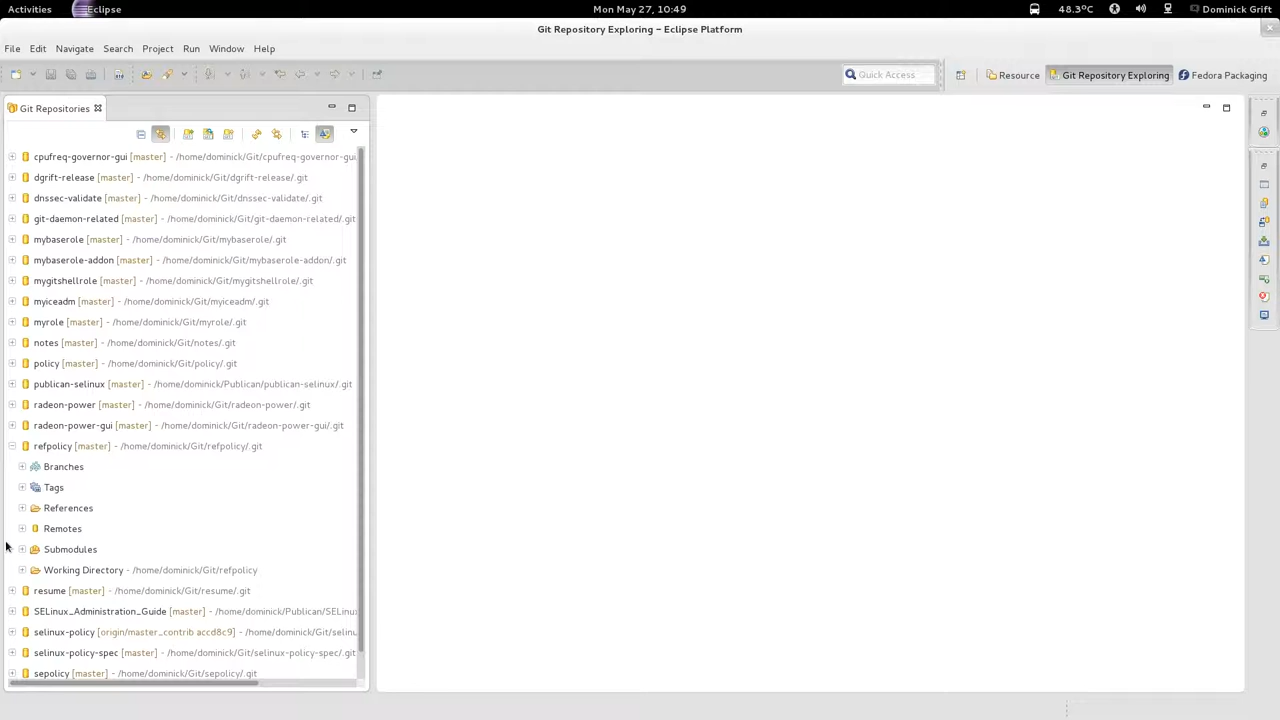 Activities Eclipse Mon May 27, 10:49 48.3°C Dominick Grift
Git Repository Exploring – Eclipse Platform
File Edit Navigate Search Project Run Window Help
Quick Access Resource Git Repository Exploring Fedora Packaging
Git Repositories
cpufreq-governor-gui [master] - /home/dominick/Git/cpufreq-governor-gui
dgrift-release [master] - /home/dominick/Git/dgrift-release/.git
dnssec-validate [master] - /home/dominick/Git/dnssec-validate/.git
git-daemon-related [master] - /home/dominick/Git/git-daemon-related/.git
mybaserole [master] - /home/dominick/Git/mybaserole/.git
mybaserole-addon [master] - /home/dominick/Git/mybaserole-addon/.git
mygitshellrole [master] - /home/dominick/Git/mygitshellrole/.git
myiceadm [master] - /home/dominick/Git/myiceadm/.git
myrole [master] - /home/dominick/Git/myrole/.git
notes [master] - /home/dominick/Git/notes/.git
policy [master] - /home/dominick/Git/policy/.git
publican-selinux [master] - /home/dominick/Publican/publican-selinux/.git
radeon-power [master] - /home/dominick/Git/radeon-power/.git
radeon-power-gui [master] - /home/dominick/Git/radeon-power-gui/.git
refpolicy [master] - /home/dominick/Git/refpolicy/.git
Branches
Tags
References
Remotes
Submodules
Working Directory - /home/dominick/Git/refpolicy
resume [master] - /home/dominick/Git/resume/.git
SELinux_Administration_Guide [master] - /home/dominick/Publican/SELinux
selinux-policy [origin/master_contrib accd8c9] - /home/dominick/Git/selinu
selinux-policy-spec [master] - /home/dominick/Git/selinux-policy-spec/.git
sepolicy [master] - /home/dominick/Git/sepolicy/.git